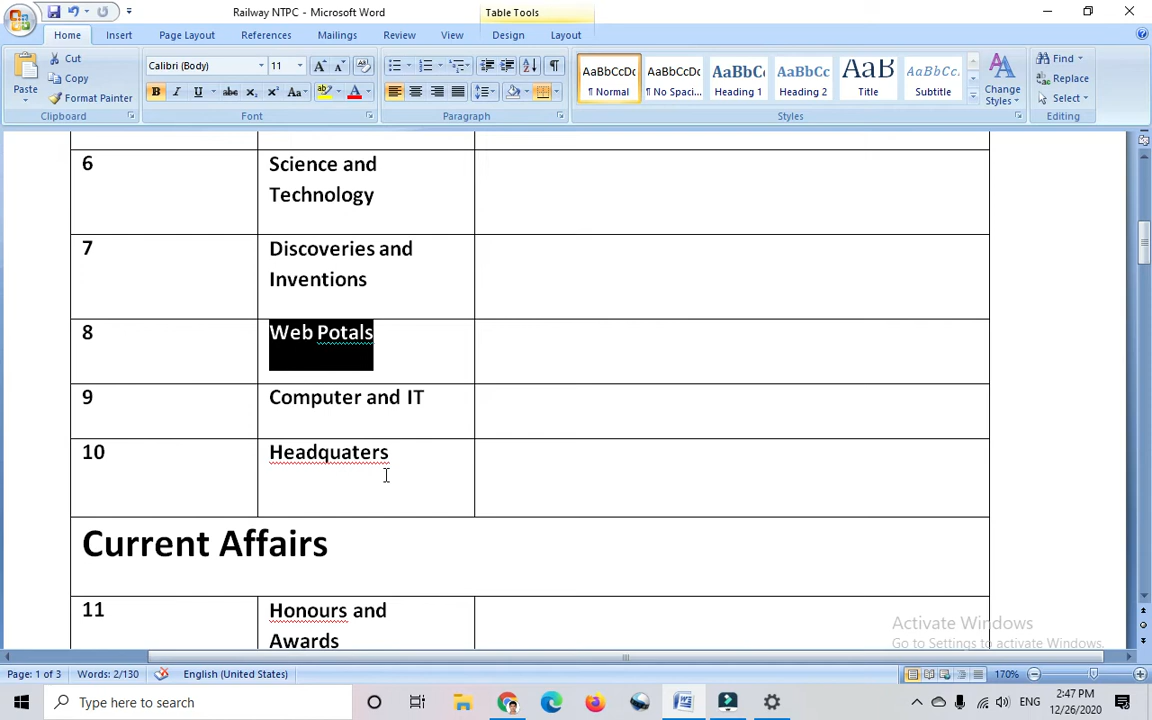 Railway NTPC - Microsoft Word
Table Tools
Home Insert Page Layout References Mailings Review View Design Layout
Paste
Cut
Copy
Format Painter
Clipboard
Calibri (Body) 11
B I U abc X₂ X² Aa
Font
Paragraph
AaBbCcDc AaBbCcDc AaBbC AaBbCc AaB AaBbCc.
¶ Normal ¶ No Spaci... Heading 1 Heading 2 Title Subtitle
Change Styles
Styles
Find
Replace
Select
Editing
6 Science and
Technology
7 Discoveries and
Inventions
8 Web Potals
9 Computer and IT
10 Headquaters
Current Affairs
11 Honours and
Awards
Activate Windows
Go to Settings to activate Windows.
Page: 1 of 3 Words: 2/130 English (United States) 170%
Type here to search
ENG
2:47 PM
12/26/2020